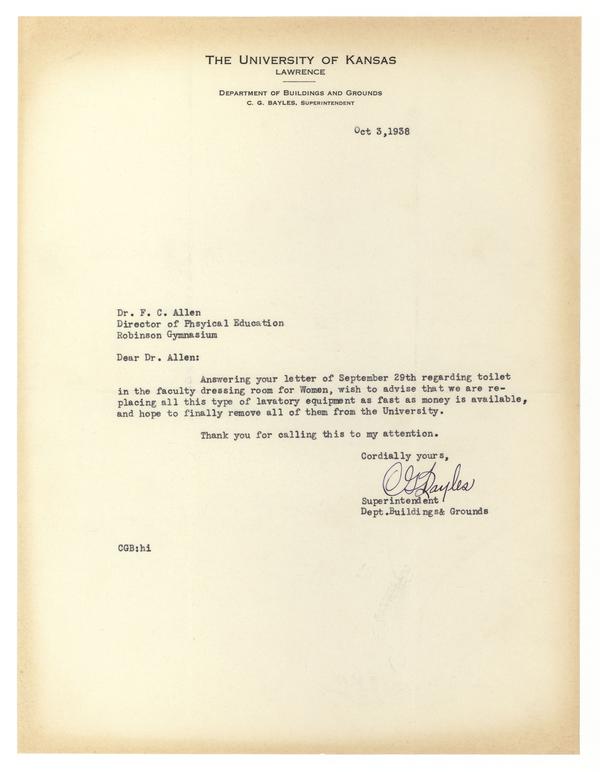 THE UNIVERSITY OF KANSAS
LAWRENCE
DEPARTMENT OF BUILDINGS AND GROUNDS
C. G. BAYLES, SUPERINTENDENT
Oct 3,1938
Dr. F. C. Allen
Director of Phsyical Education
Robinson Gymnasium
Dear Dr. Allen:
Answering your letter of September 29th regarding toilet
in the faculty dressing room for Women, wish to advise that we are re-
placing all this type of lavatory equipment as fast as money is available,
and hope to finally remove all of them from the University.
Thank you for calling this to my attention.
Cordially yours,
C G Bayles
Superintendent
Dept.Buildings& Grounds
CGB:hi